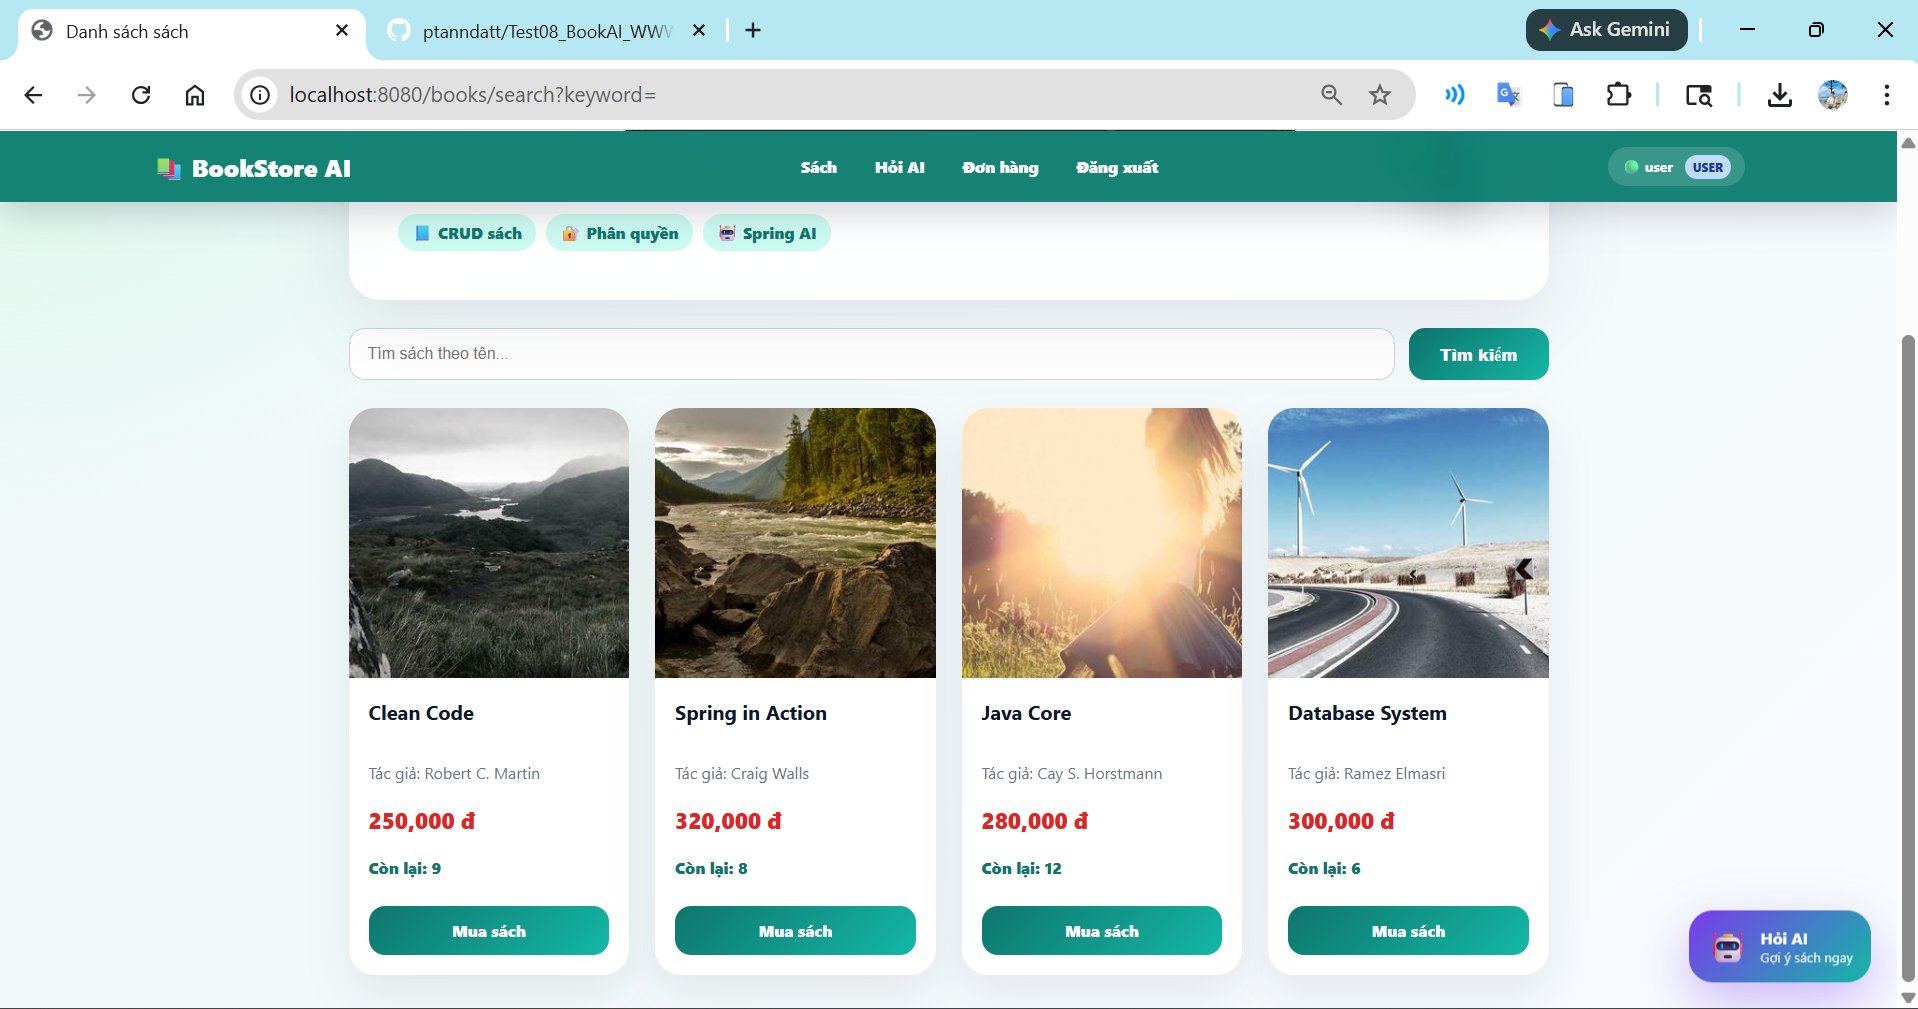 Danh sách sách
ptanndatt/Test08_BookAI_WWW
Ask Gemini
localhost:8080/books/search?keyword=
BookStore AI
Sách
Hỏi AI
Đơn hàng
Đăng xuất
user
USER
CRUD sách
Phân quyền
Spring AI
Tìm sách theo tên...
Tìm kiếm
Clean Code
Tác giả: Robert C. Martin
250,000 đ
Còn lại: 9
Mua sách
Spring in Action
Tác giả: Craig Walls
320,000 đ
Còn lại: 8
Mua sách
Java Core
Tác giả: Cay S. Horstmann
280,000 đ
Còn lại: 12
Mua sách
Database System
Tác giả: Ramez Elmasri
300,000 đ
Còn lại: 6
Mua sách
Hỏi AI
Gợi ý sách ngay